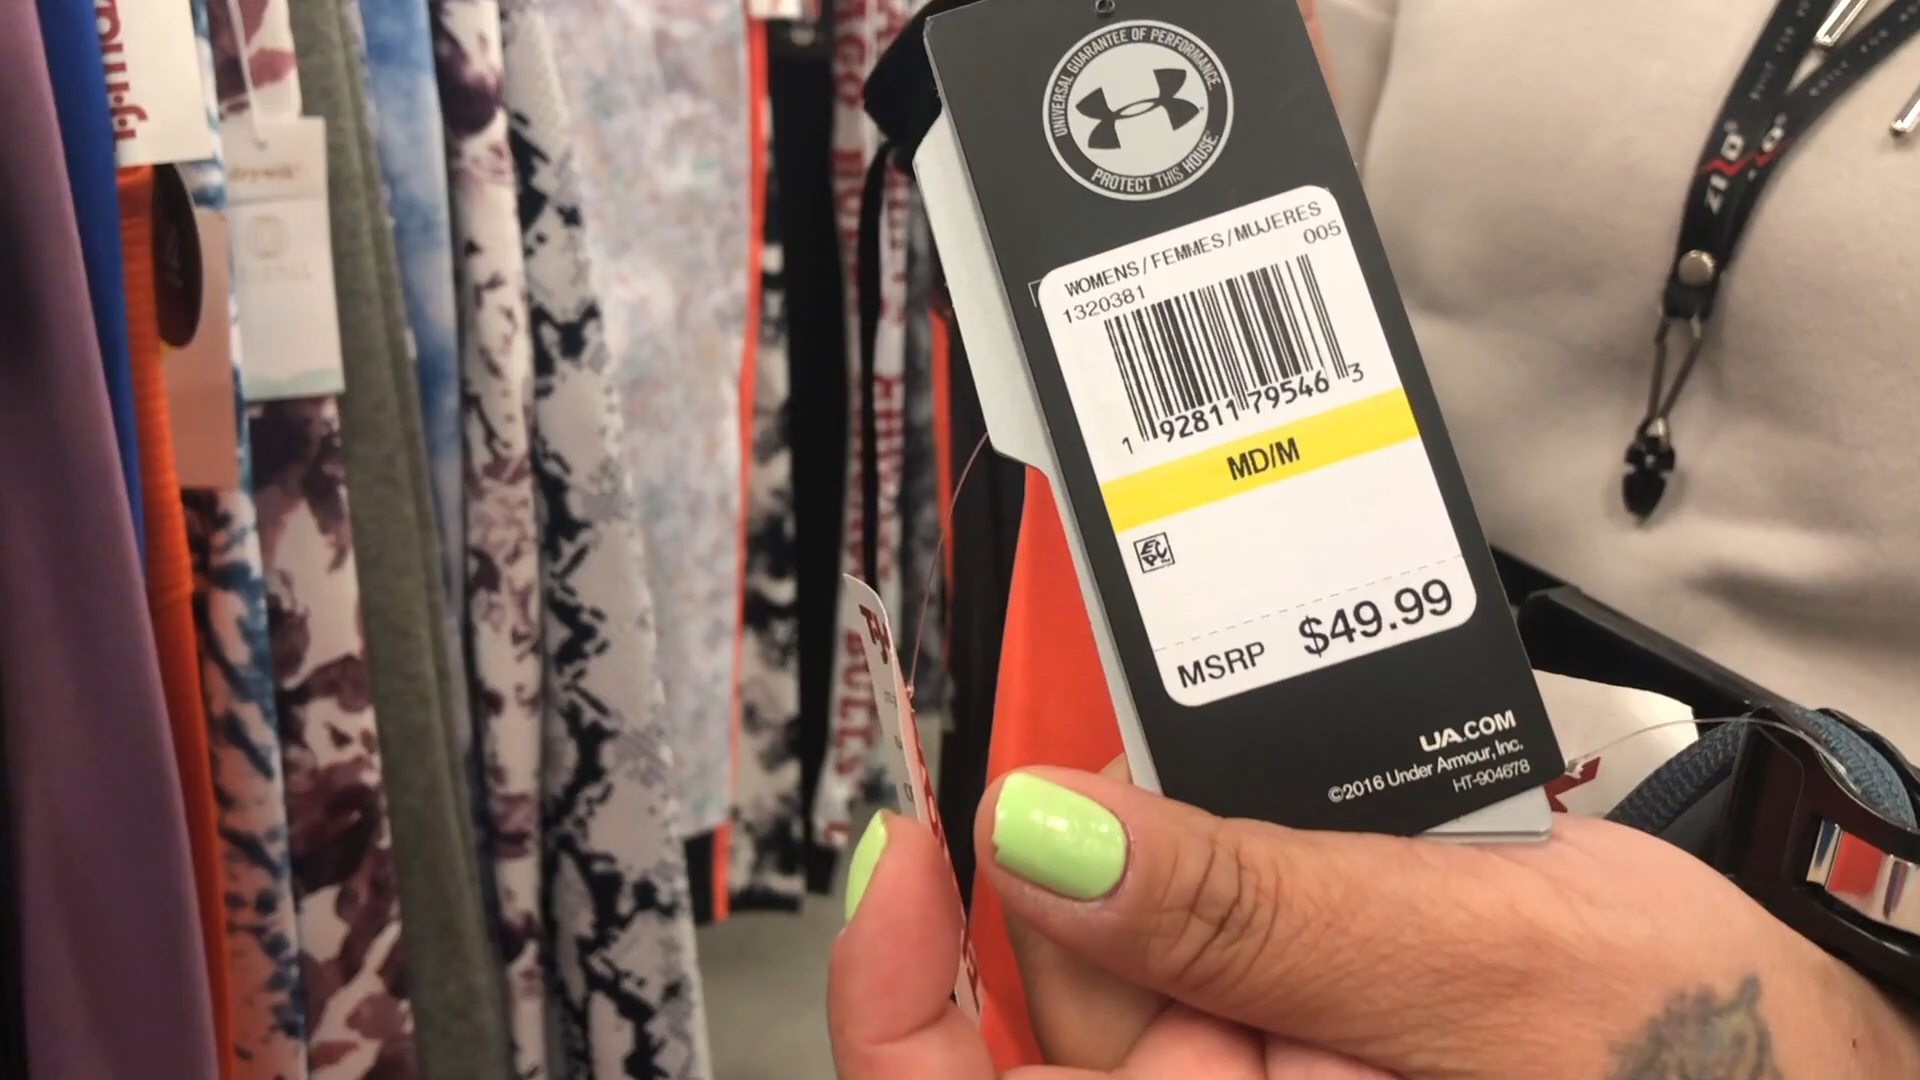 UNIVERSAL GUARANTEE OF PERFORMANCE
PROTECT THIS HOUSE
WOMENS/FEMMES/MUJERES
1320381
005
1 92811 79546 3
MD/M
MSRP $49.99
UA.COM
©2016 Under Armour, Inc.
HT-904678
BULLS